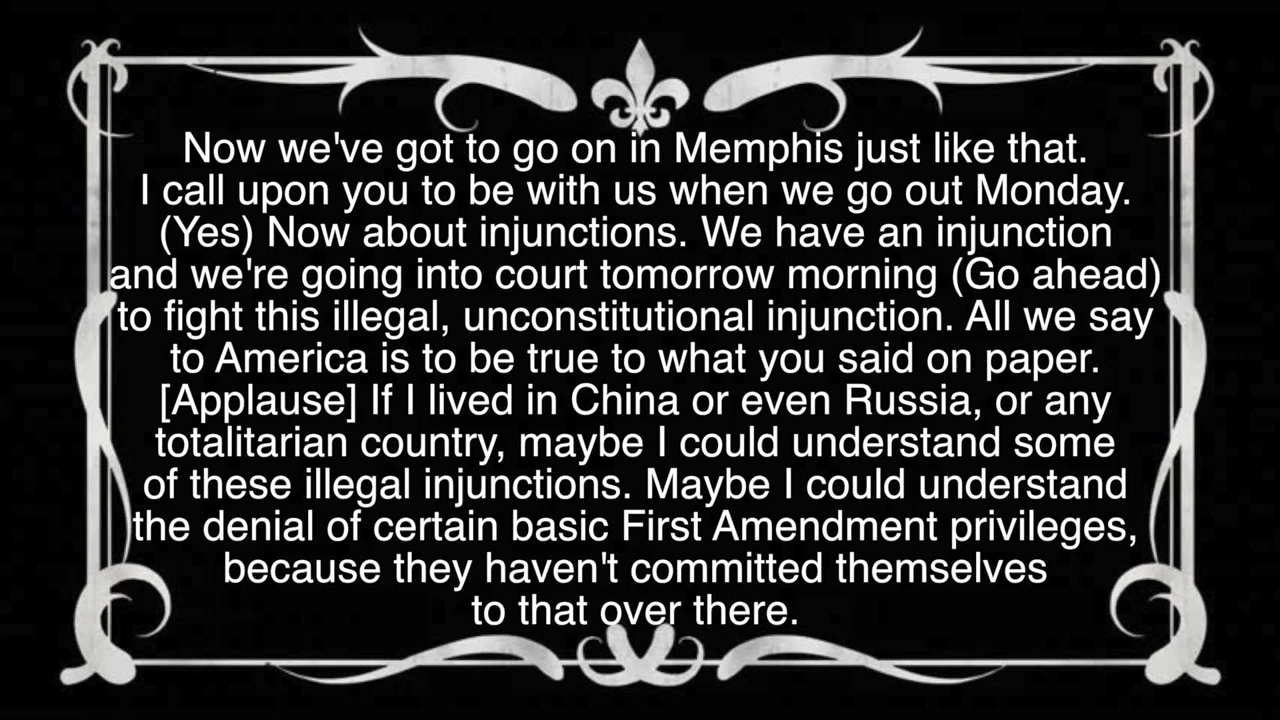 Now we've got to go on in Memphis just like that.
I call upon you to be with us when we go out Monday.
(Yes) Now about injunctions. We have an injunction
and we're going into court tomorrow morning (Go ahead)
to fight this illegal, unconstitutional injunction. All we say
to America is to be true to what you said on paper.
[Applause] If I lived in China or even Russia, or any
totalitarian country, maybe I could understand some
of these illegal injunctions. Maybe I could understand
the denial of certain basic First Amendment privileges,
because they haven't committed themselves
to that over there.